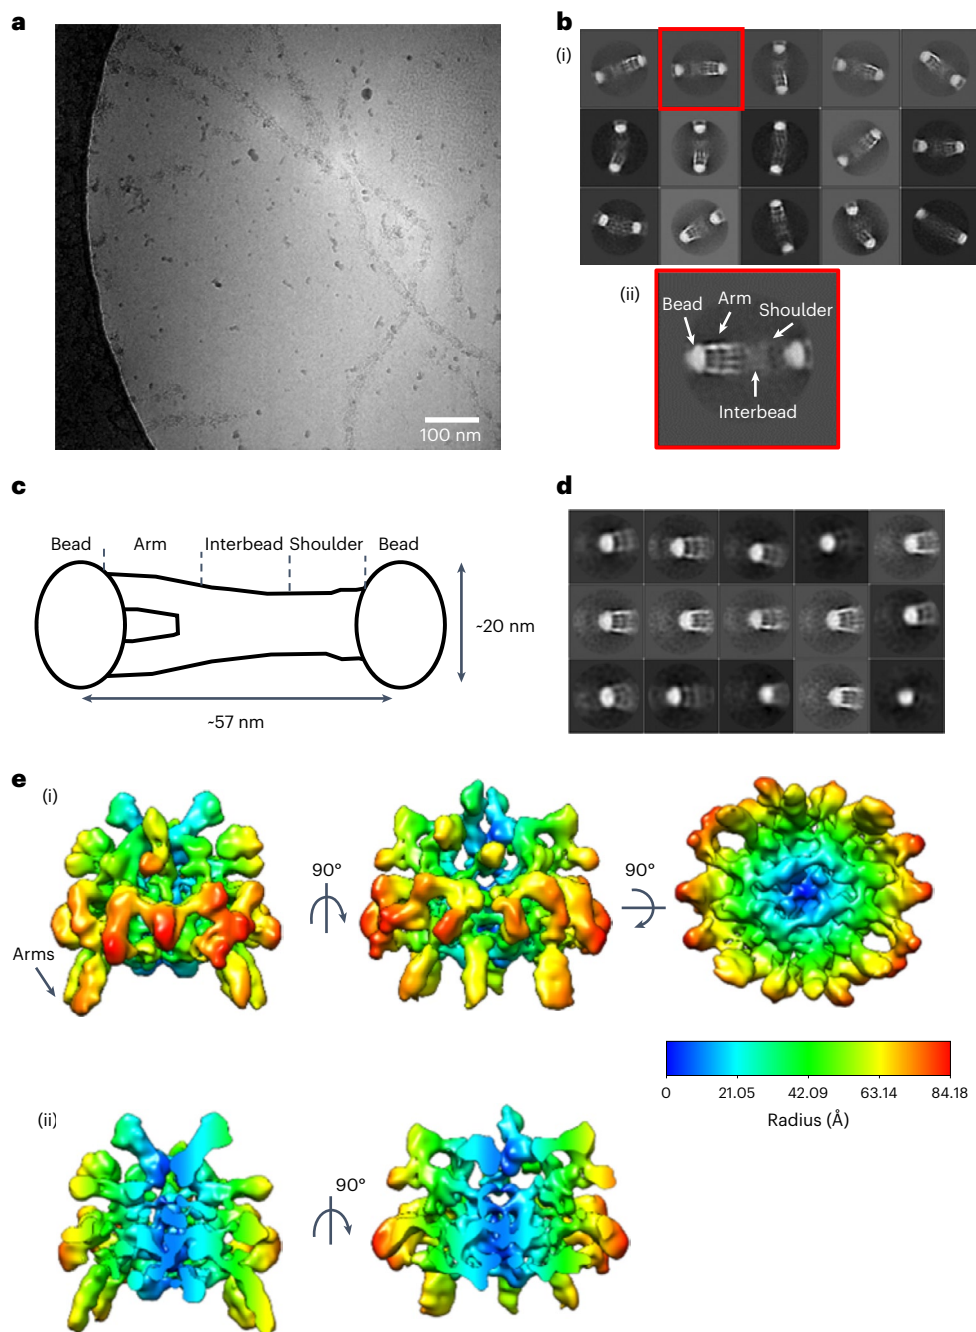 a
100 nm
b
(i)
(ii)
Bead
Arm
Shoulder
Interbead
c
Bead Arm Interbead Shoulder Bead
~20 nm
~57 nm
d
e
(i)
90°
90°
Arms
0 21.05 42.09 63.14 84.18
Radius (Å)
(ii)
90°